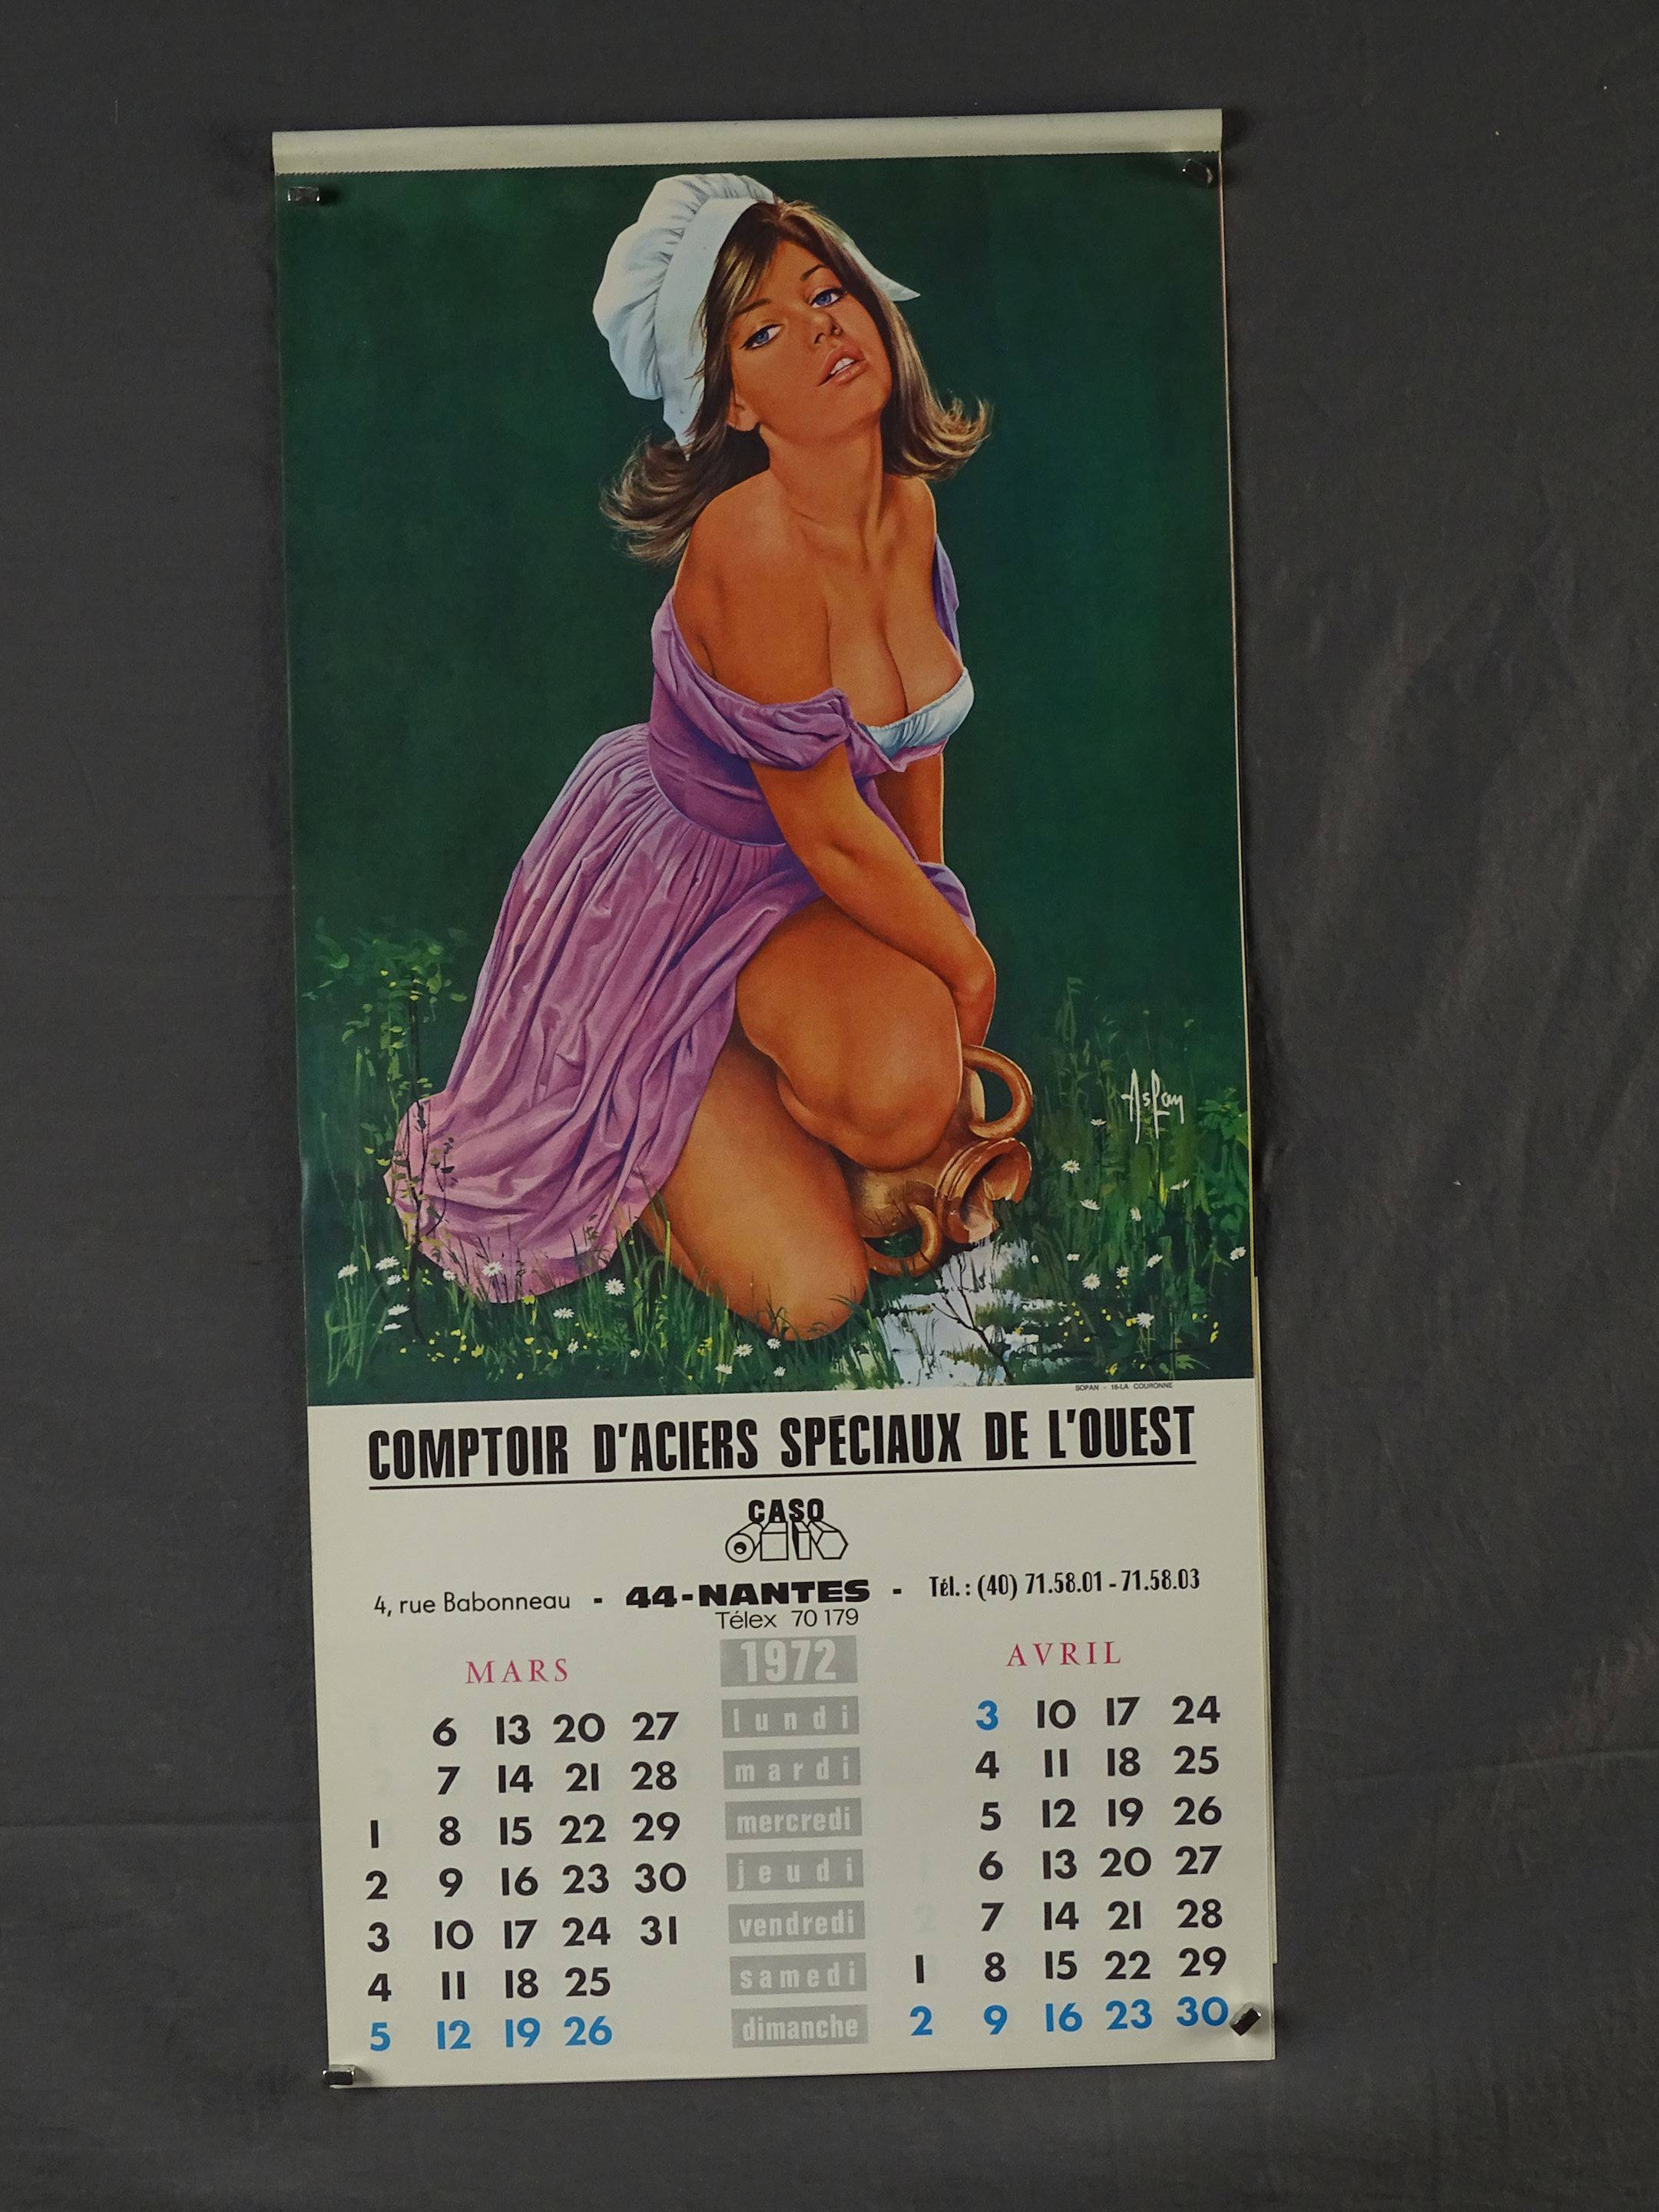 Aslan
SOPAN - 16-LA COURONNE
COMPTOIR D'ACIERS SPÉCIAUX DE L'OUEST
CASO
4, rue Babonneau - 44-NANTES - Tél. : (40) 71.58.01 - 71.58.03
Télex 70 179
MARS 1972 AVRIL
6 13 20 27 lundi 3 10 17 24
7 14 21 28 mardi 4 11 18 25
1 8 15 22 29 mercredi 5 12 19 26
2 9 16 23 30 jeudi 6 13 20 27
3 10 17 24 31 vendredi 7 14 21 28
4 11 18 25 samedi 1 8 15 22 29
5 12 19 26 dimanche 2 9 16 23 30